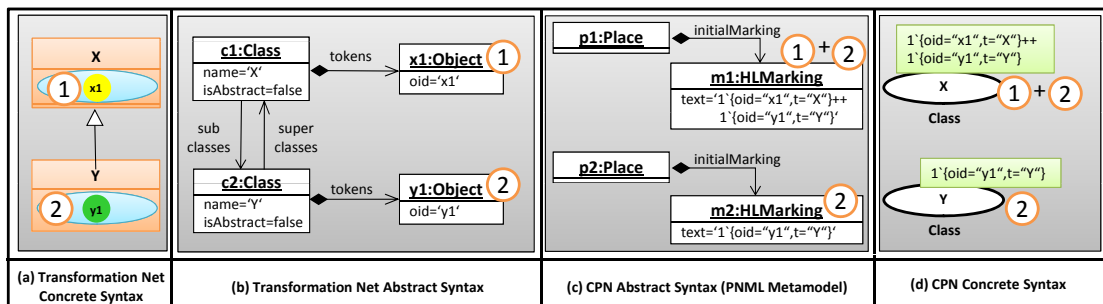 X
1
x1
Y
2
y1
(a) Transformation Net
Concrete Syntax
c1:Class
name=‘X‘
isAbstract=false
tokens
x1:Object
1
oid=‘x1‘
sub
classes
super
classes
c2:Class
name=‘Y‘
isAbstract=false
tokens
y1:Object
2
oid=‘y1‘
(b) Transformation Net Abstract Syntax
p1:Place
initialMarking
1 + 2
m1:HLMarking
text=‘1`{oid=“x1“,t=“X“}++
1`{oid=“y1“,t=“Y“}‘
p2:Place
initialMarking
m2:HLMarking
2
text=‘1`{oid=“y1“,t=“Y“}‘
(c) CPN Abstract Syntax (PNML Metamodel)
1`{oid=“x1“,t=“X“}++
1`{oid=“y1“,t=“Y“}
X
1 + 2
Class
1`{oid=“y1“,t=“Y“}
Y
2
Class
(d) CPN Concrete Syntax